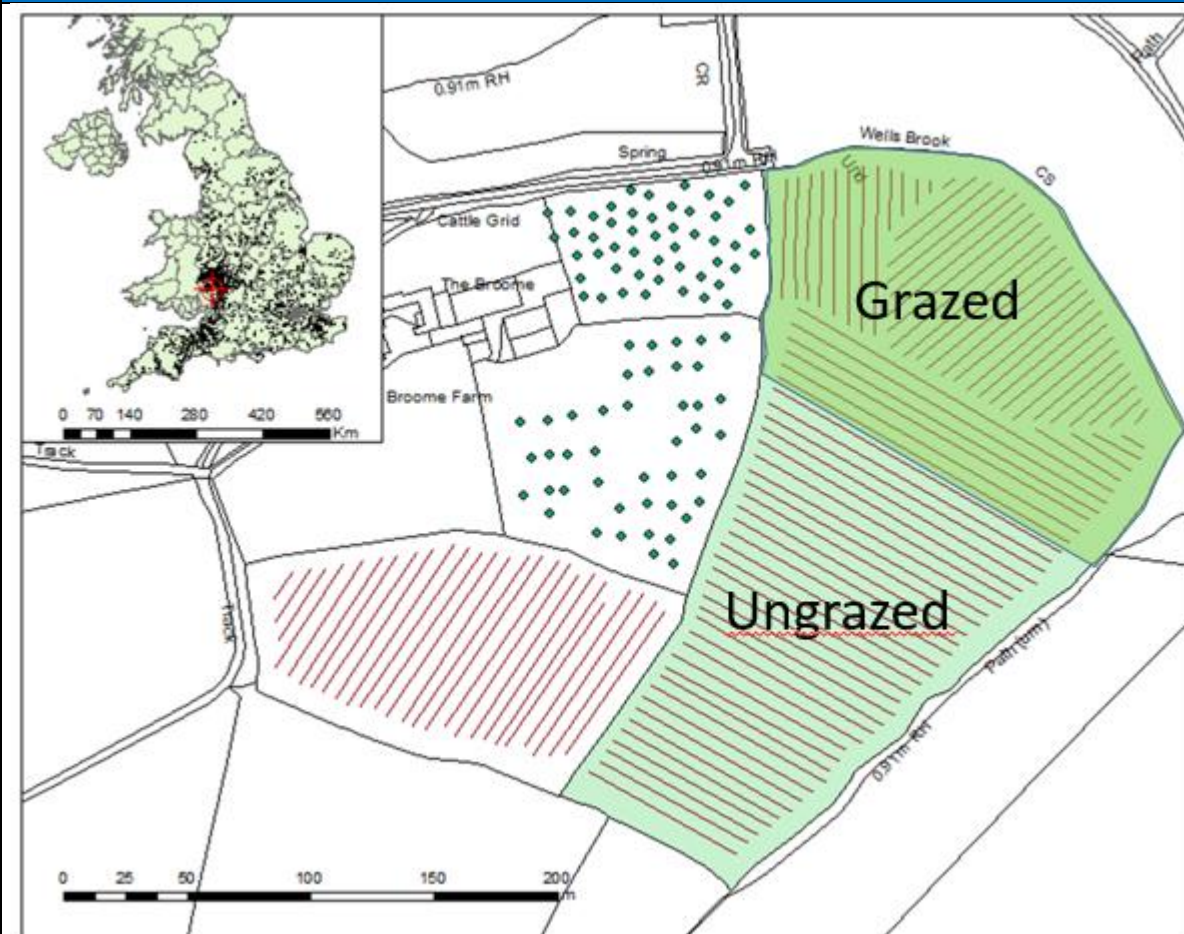 0.91m RH
CR
Path
Wells Brook
CS
Spring
0.91m RH
Und
Cattle Grid
The Broome
Grazed
Broome Farm
0 70 140 280 420 560
Km
Track
Track
Ungrazed
Path (um)
0.91m RH
0 25 50 100 150 200
m